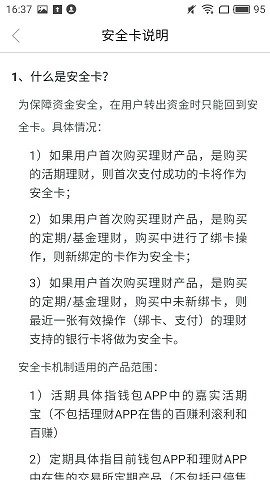 16:37
95
安全卡说明
1、什么是安全卡？
为保障资金安全，在用户转出资金时只能回到安
全卡。具体情况：
1）如果用户首次购买理财产品，是购买
的活期理财，则首次支付成功的卡将作为
安全卡；
2）如果用户首次购买理财产品，是购买
的定期/基金理财，购买中进行了绑卡操
作，则新绑定的卡作为安全卡；
3）如果用户首次购买理财产品，是购买
的定期/基金理财，购买中未新绑卡，则
最近一张有效操作（绑卡、支付）的理财
支持的银行卡将做为安全卡。
安全卡机制适用的产品范围：
1）活期具体指钱包APP中的嘉实活期
宝（不包括理财APP在售的百赚利滚利和
百赚）
2）定期具体指目前钱包APP和理财APP
中在售的交易所定期产品（不包括已停售